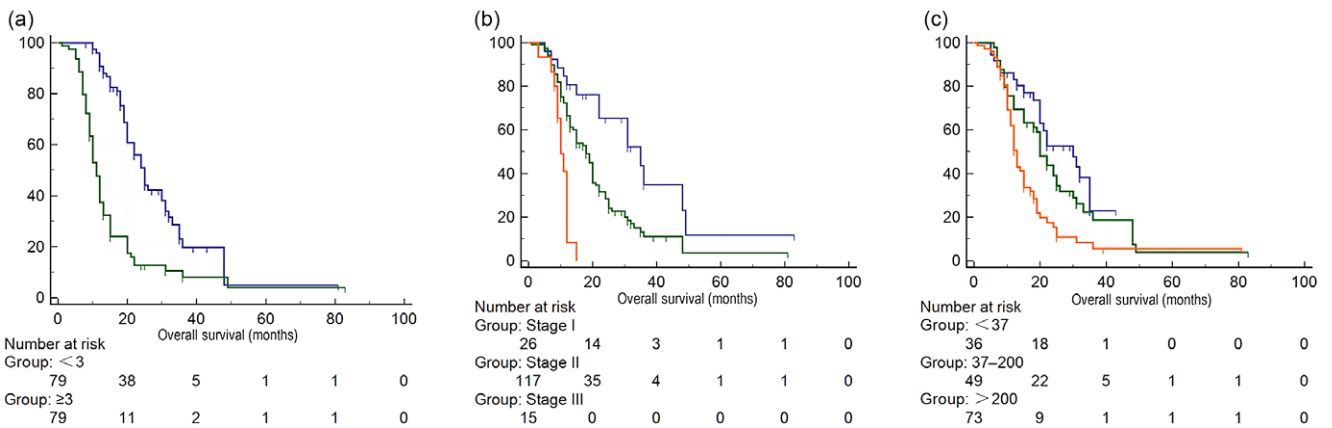 (a)
100
80
60
40
20
0
0 20 40 60 80 100
Overall survival (months)
Number at risk
Group: <3
79 38 5 1 1 0
Group: ≥3
79 11 2 1 1 0
(b)
100
80
60
40
20
0
0 20 40 60 80 100
Overall survival (months)
Number at risk
Group: Stage I
26 14 3 1 1 0
Group: Stage II
117 35 4 1 1 0
Group: Stage III
15 0 0 0 0 0
(c)
100
80
60
40
20
0
0 20 40 60 80 100
Overall survival (months)
Number at risk
Group: <37
36 18 1 0 0 0
Group: 37–200
49 22 5 1 1 0
Group: >200
73 9 1 1 1 0